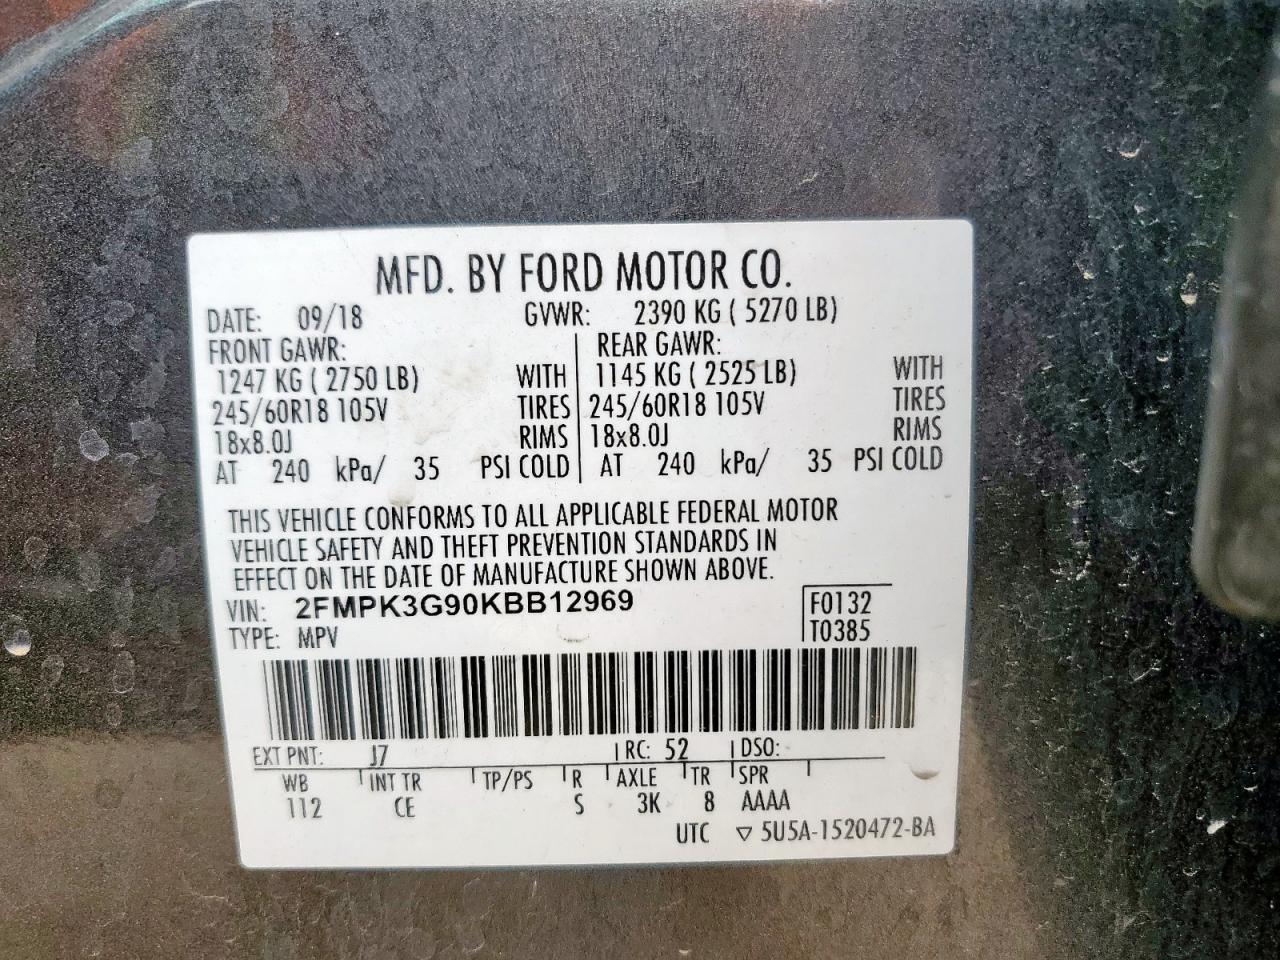 MFD. BY FORD MOTOR CO.
DATE: 09/18 GVWR: 2390 KG ( 5270 LB)
FRONT GAWR: REAR GAWR:
1247 KG ( 2750 LB) WITH 1145 KG ( 2525 LB) WITH
245/60R18 105V TIRES 245/60R18 105V TIRES
18x8.0J RIMS 18x8.0J RIMS
AT 240 kPa/ 35 PSI COLD AT 240 kPa/ 35 PSI COLD
THIS VEHICLE CONFORMS TO ALL APPLICABLE FEDERAL MOTOR
VEHICLE SAFETY AND THEFT PREVENTION STANDARDS IN
EFFECT ON THE DATE OF MANUFACTURE SHOWN ABOVE.
VIN: 2FMPK3G90KBB12969 F0132
TYPE: MPV T0385
EXT PNT: J7 RC: 52 DSO:
WB INT TR TP/PS R AXLE TR SPR
112 CE S 3K 8 AAAA
UTC ▽ 5U5A-1520472-BA